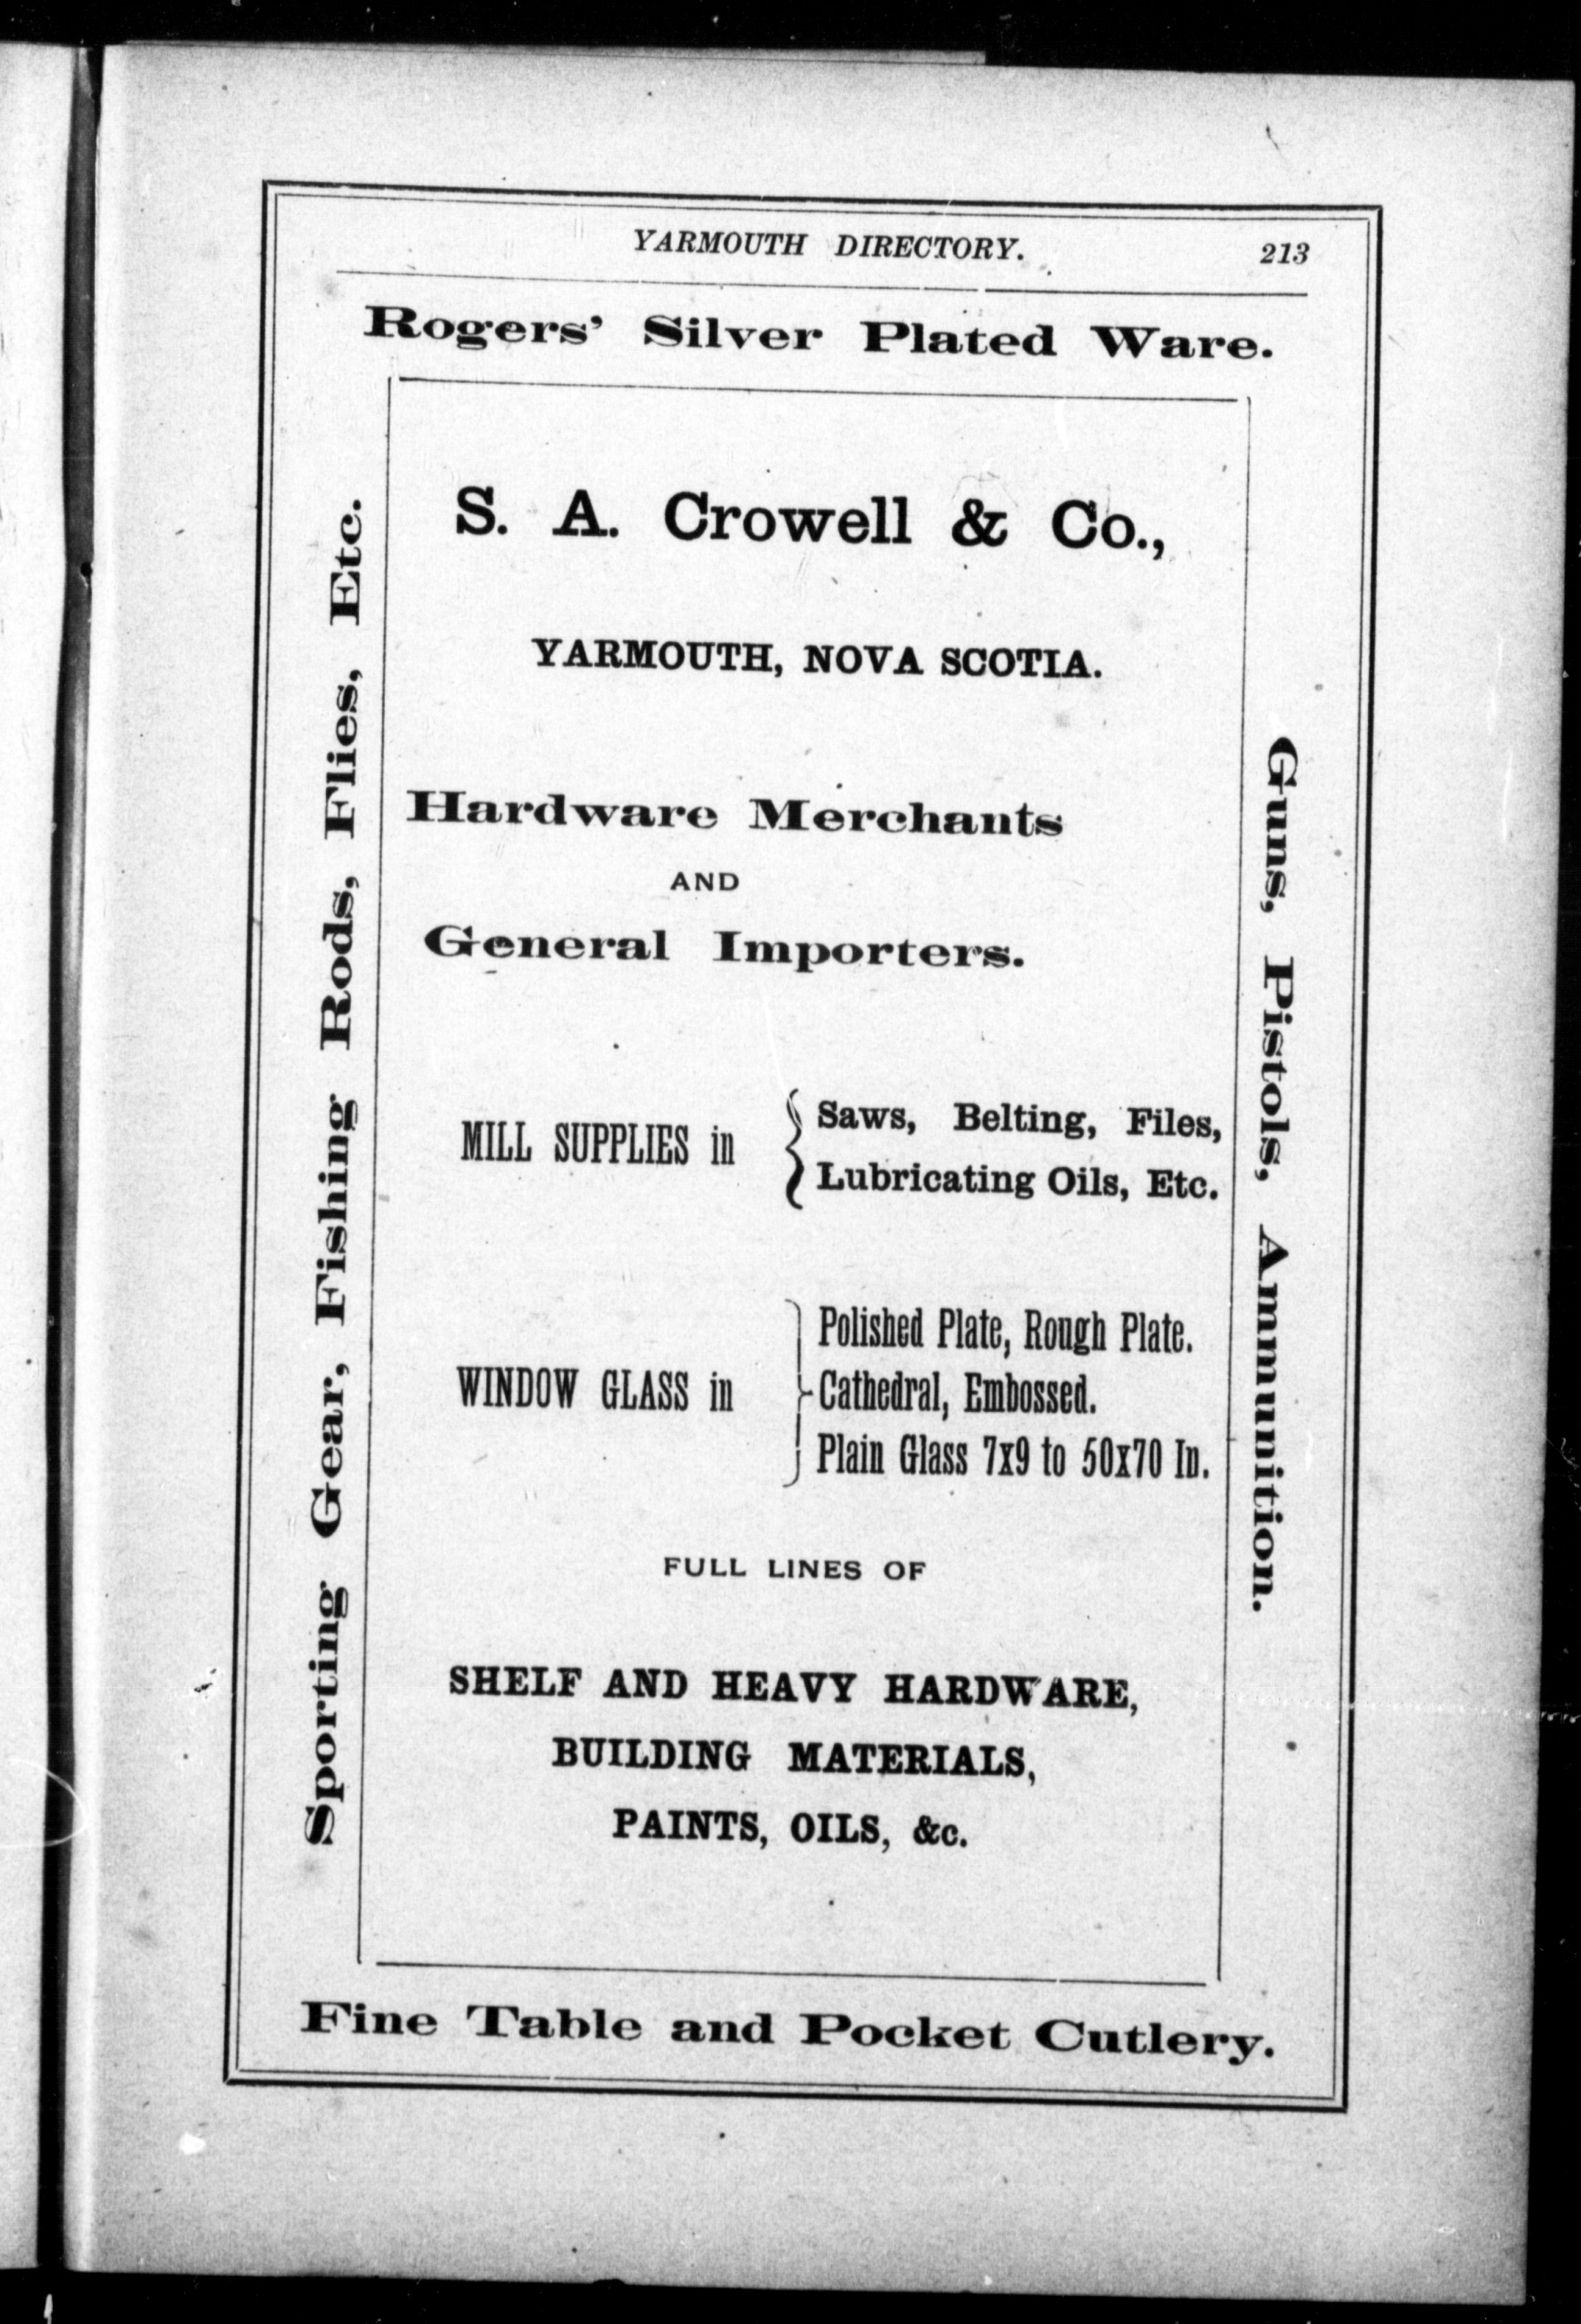 YARMOUTH DIRECTORY. 213
Rogers' Silver Plated Ware.
Sporting Gear, Fishing Rods, Flies, Etc.
S. A. Crowell & Co.,
YARMOUTH, NOVA SCOTIA.
Hardware Merchants
AND
General Importers.
MILL SUPPLIES in
Saws, Belting, Files,
Lubricating Oils, Etc.
WINDOW GLASS in
Polished Plate, Rough Plate.
Cathedral, Embossed.
Plain Glass 7x9 to 50x70 In.
FULL LINES OF
SHELF AND HEAVY HARDWARE,
BUILDING MATERIALS,
PAINTS, OILS, &c.
Guns, Pistols, Ammunition.
Fine Table and Pocket Cutlery.